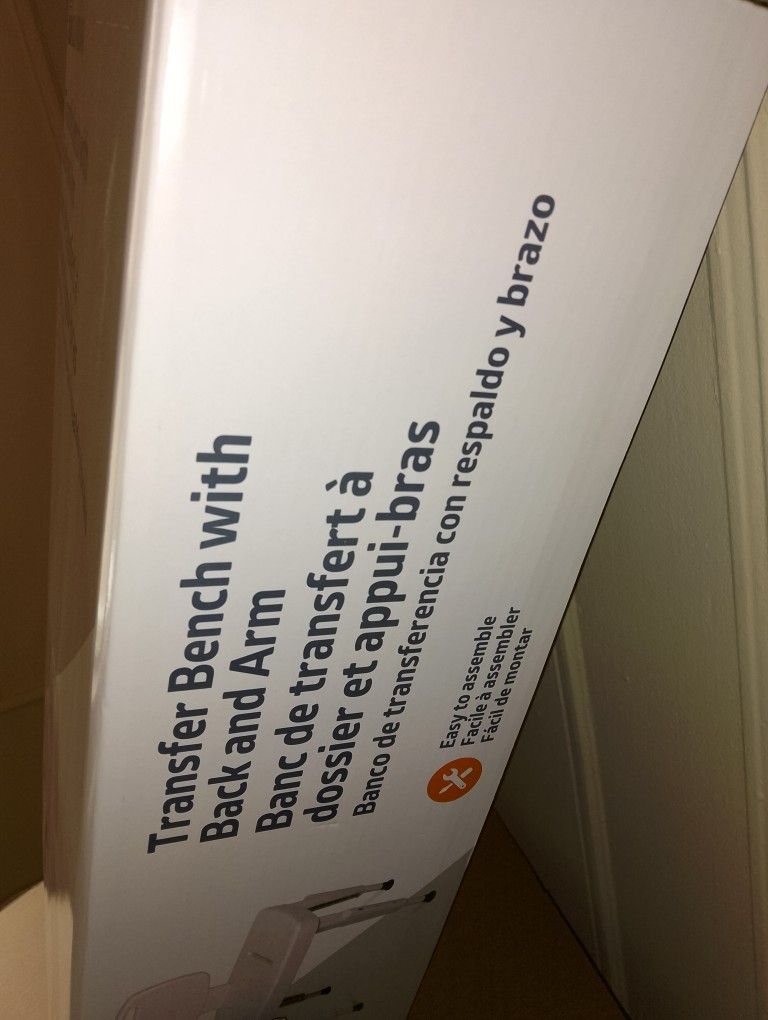 Transfer Bench with
Back and Arm
Banc de transfert à
dossier et appui-bras
Banco de transferencia con respaldo y brazo
Easy to assemble
Facile à assembler
Fácil de montar